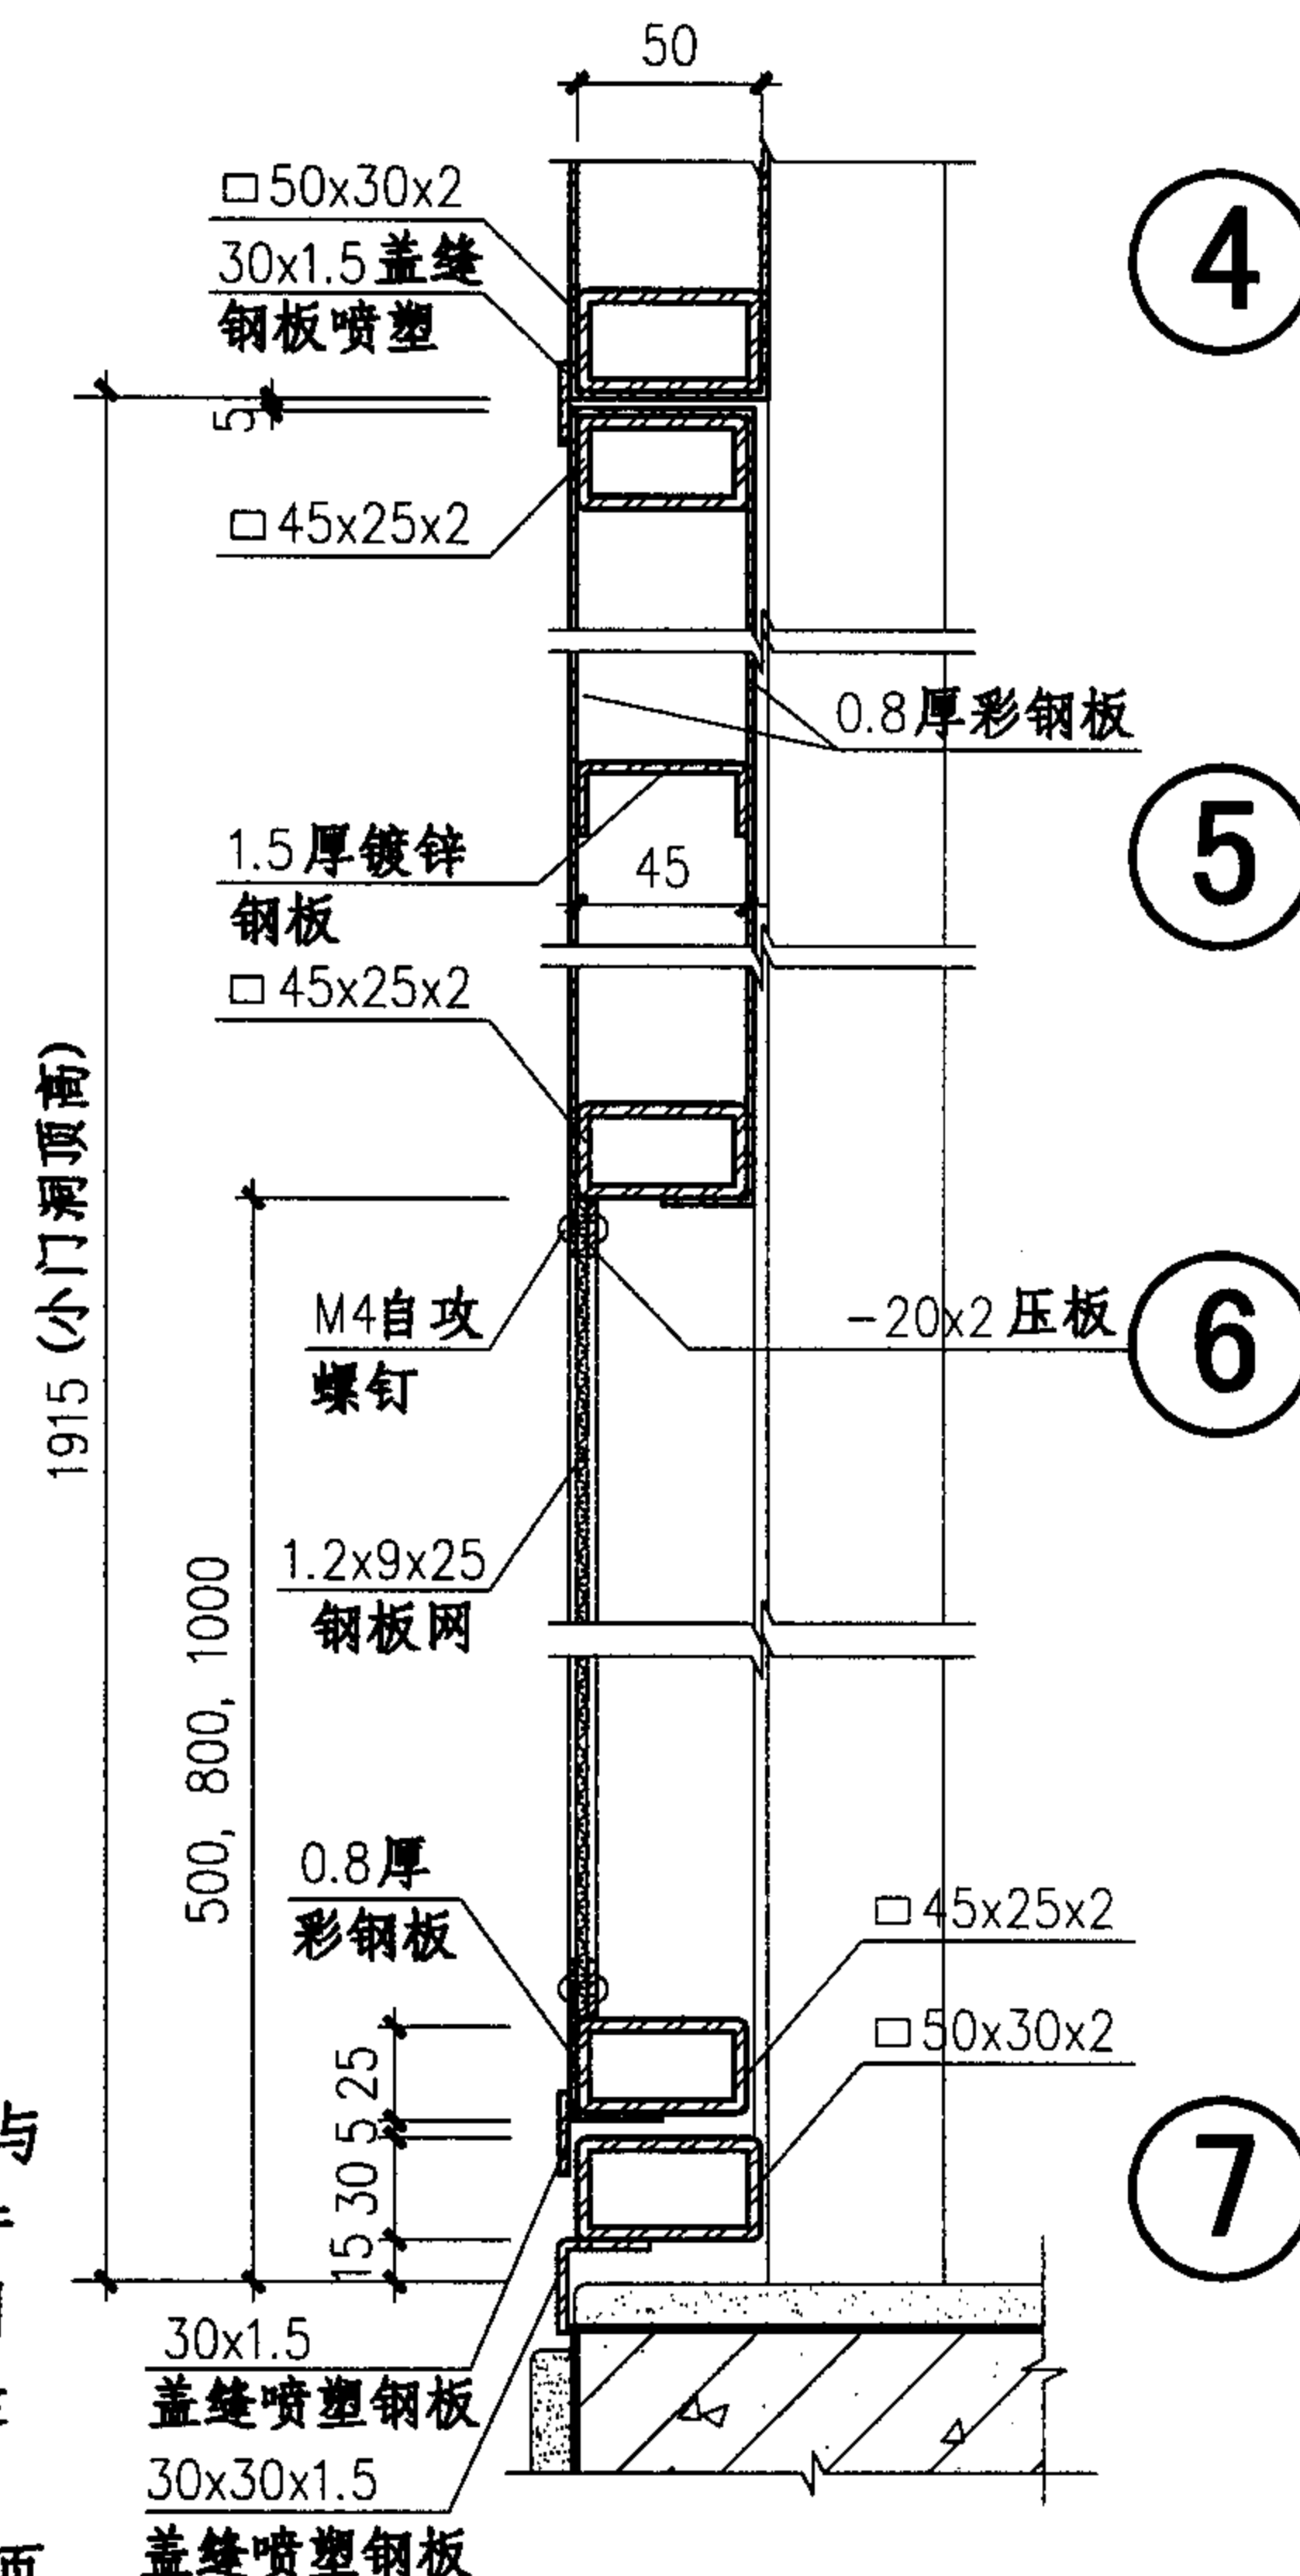 50
□ 50x30x2
30x1.5 盖缝
钢板喷塑
④
5
□ 45x25x2
0.8厚彩钢板
1.5厚镀锌
钢板
45
⑤
□ 45x25x2
1915 (小门洞顶高)
M4自攻
螺钉
-20x2 压板
⑥
1.2x9x25
钢板网
500, 800, 1000
0.8厚
彩钢板
□ 45x25x2
□ 50x30x2
25
5
30
15
⑦
与
30x1.5
盖缝喷塑钢板
30x30x1.5
盖缝喷塑钢板